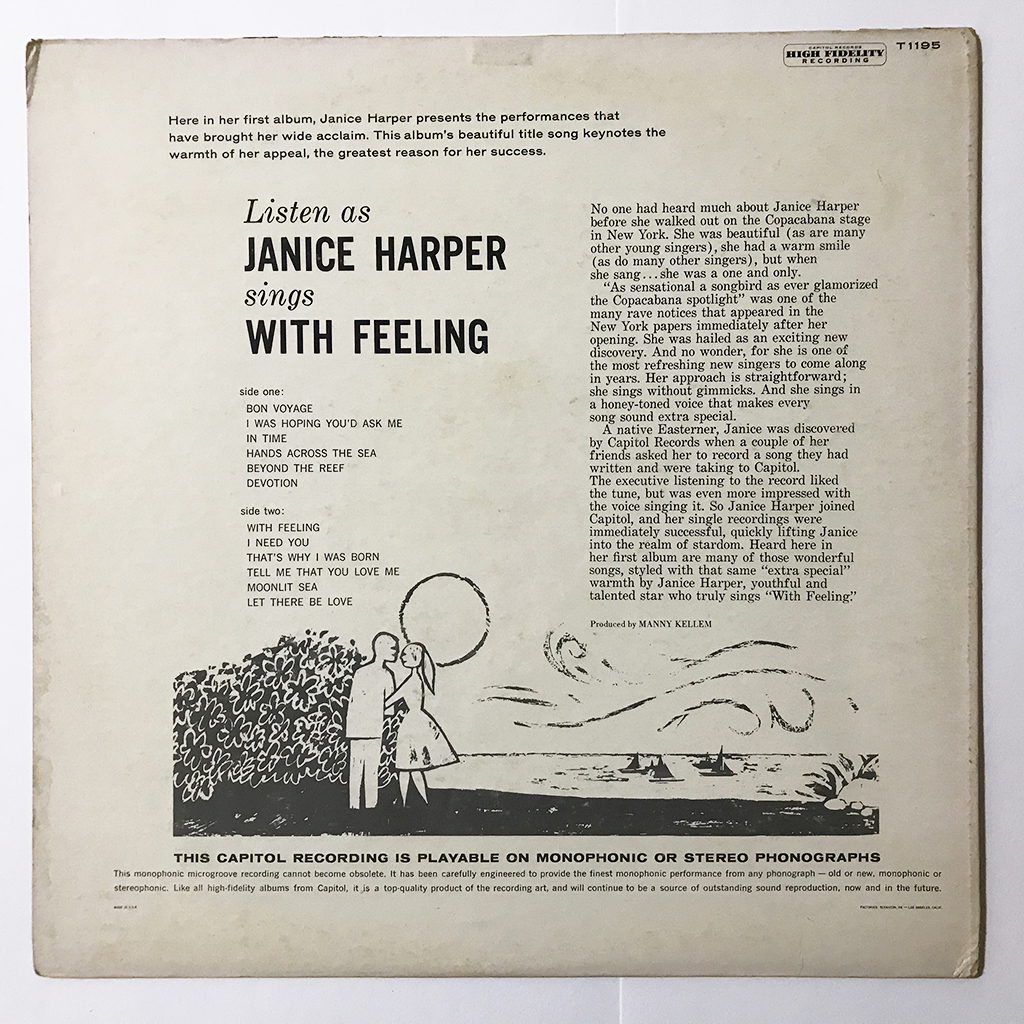 CAPITOL RECORDS
HIGH FIDELITY
RECORDING
T1195
Here in her first album, Janice Harper presents the performances that
have brought her wide acclaim. This album's beautiful title song keynotes the
warmth of her appeal, the greatest reason for her success.
Listen as
JANICE HARPER
sings
WITH FEELING
side one:
BON VOYAGE
I WAS HOPING YOU'D ASK ME
IN TIME
HANDS ACROSS THE SEA
BEYOND THE REEF
DEVOTION
side two:
WITH FEELING
I NEED YOU
THAT'S WHY I WAS BORN
TELL ME THAT YOU LOVE ME
MOONLIT SEA
LET THERE BE LOVE
No one had heard much about Janice Harper
before she walked out on the Copacabana stage
in New York. She was beautiful (as are many
other young singers), she had a warm smile
(as do many other singers), but when
she sang...she was a one and only.
"As sensational a songbird as ever glamorized
the Copacabana spotlight" was one of the
many rave notices that appeared in the
New York papers immediately after her
opening. She was hailed as an exciting new
discovery. And no wonder, for she is one of
the most refreshing new singers to come along
in years. Her approach is straightforward;
she sings without gimmicks. And she sings in
a honey-toned voice that makes every
song sound extra special.
A native Easterner, Janice was discovered
by Capitol Records when a couple of her
friends asked her to record a song they had
written and were taking to Capitol.
The executive listening to the record liked
the tune, but was even more impressed with
the voice singing it. So Janice Harper joined
Capitol, and her single recordings were
immediately successful, quickly lifting Janice
into the realm of stardom. Heard here in
her first album are many of those wonderful
songs, styled with that same "extra special"
warmth by Janice Harper, youthful and
talented star who truly sings "With Feeling."
Produced by MANNY KELLEM
THIS CAPITOL RECORDING IS PLAYABLE ON MONOPHONIC OR STEREO PHONOGRAPHS
This monophonic microgroove recording cannot become obsolete. It has been carefully engineered to provide the finest monophonic performance from any phonograph — old or new, monophonic or
stereophonic. Like all high-fidelity albums from Capitol, it is a top-quality product of the recording art, and will continue to be a source of outstanding sound reproduction, now and in the future.